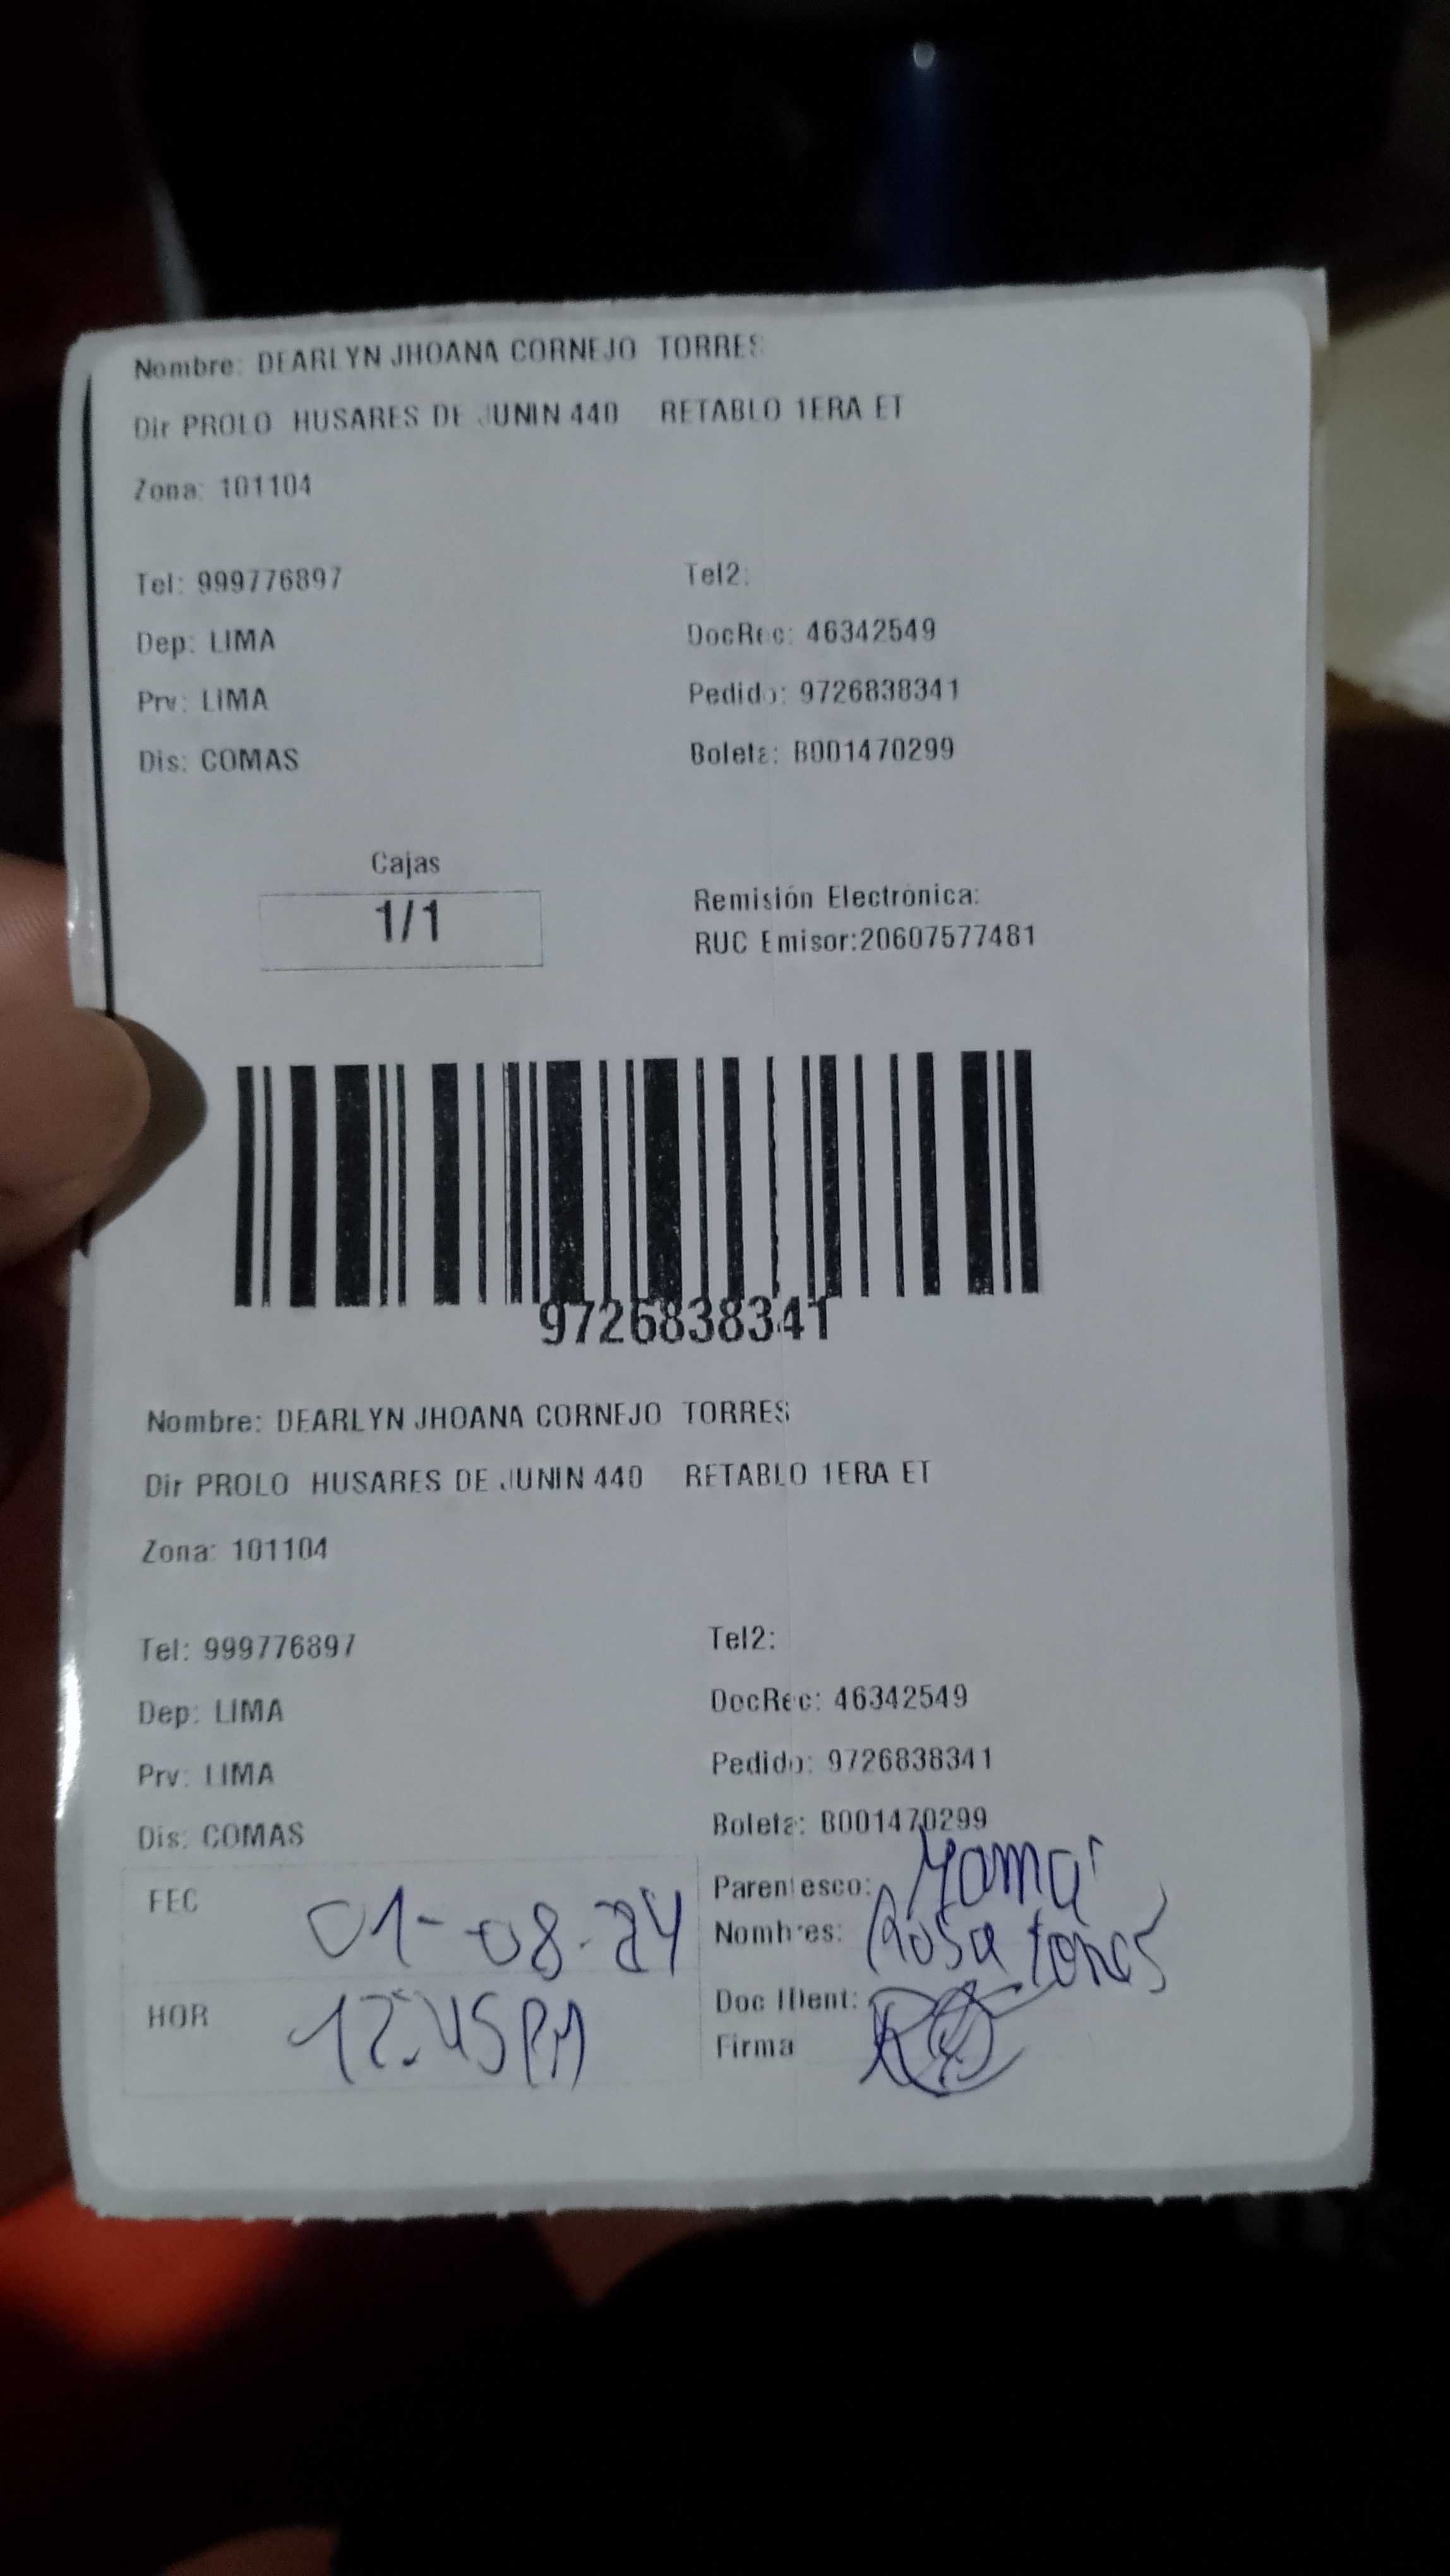 Nombre: DEARLYN JHOANA CORNEJO TORRES
Dir PROLO HUSARES DE JUNIN 440 RETABLO 1ERA ET
Zona: 101104
Tel: 999776897 Tel2:
Dep: LIMA DocRec: 46342549
Prv: LIMA Pedido: 9726838341
Dis: COMAS Boleta: B001470299
Cajas
1/1
Remisión Electrónica:
RUC Emisor:20607577481
9726838341
Nombre: DEARLYN JHOANA CORNEJO TORRES
Dir PROLO HUSARES DE JUNIN 440 RETABLO 1ERA ET
Zona: 101104
Tel: 999776897 Tel2:
Dep: LIMA DocRec: 46342549
Prv: LIMA Pedido: 9726838341
Dis: COMAS Boleta: B001470299
FEC 01-08-24 Parentesco: Mamá
Nombres: Rosa torres
HOR 12:45 PM Doc Ident:
Firma